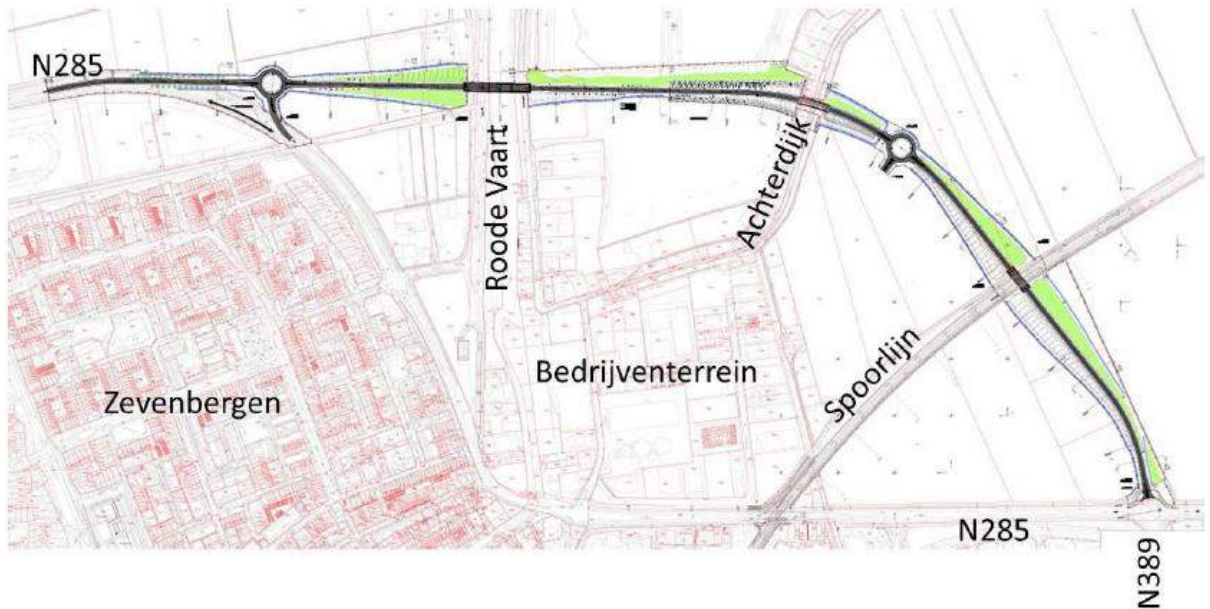 N285
Roode Vaart
Achterdijk
Bedrijventerrein
Zevenbergen
Spoorlijn
N285
N389